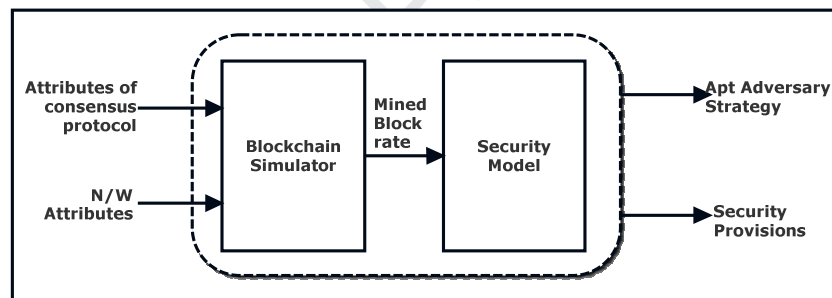 Attributes of
consensus
protocol
N/W
Attributes
Blockchain
Simulator
Mined
Block
rate
Security
Model
Apt Adversary
Strategy
Security
Provisions